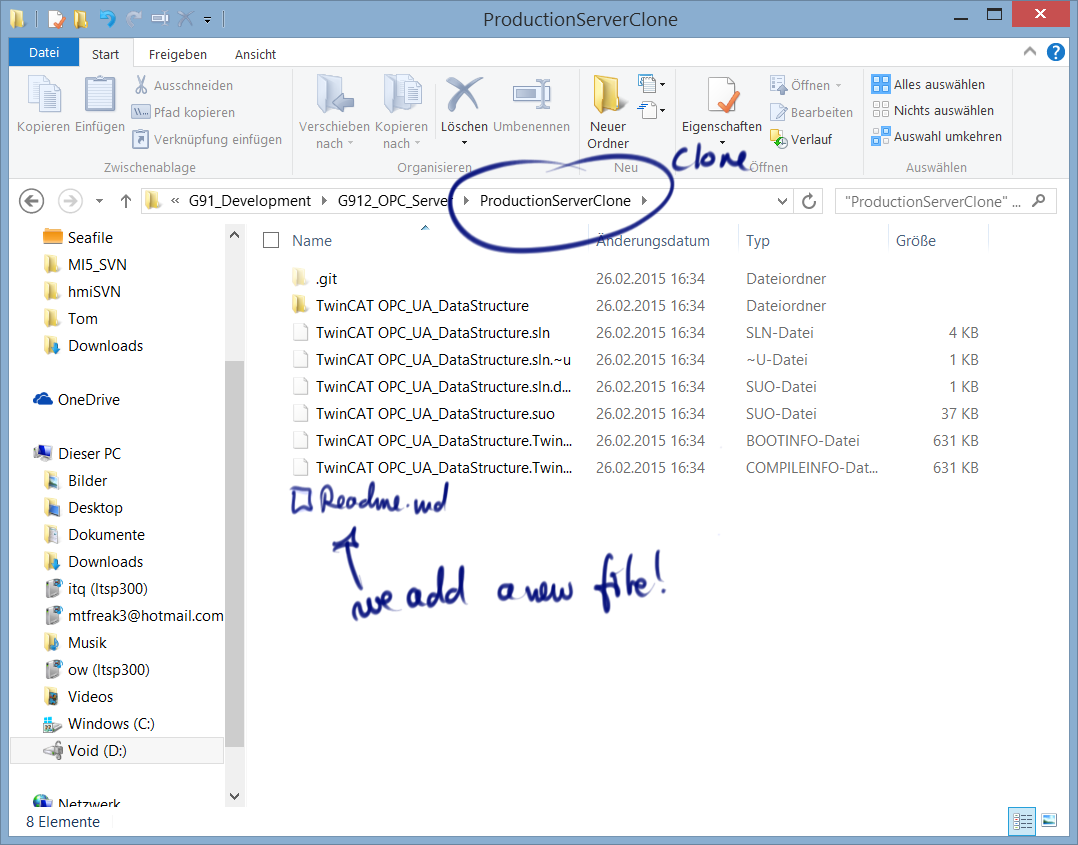 ProductionServerClone
Datei Start Freigeben Ansicht
Kopieren Einfügen Ausschneiden
Pfad kopieren
Verknüpfung einfügen
Zwischenablage
Verschieben nach Kopieren nach Löschen Umbenennen
Organisieren
Neuer Ordner
Neu
Eigenschaften Öffnen
Bearbeiten
Verlauf
Öffnen
Alles auswählen
Nichts auswählen
Auswahl umkehren
Auswählen
Clone
« G91_Development G912_OPC_Server ProductionServerClone
"ProductionServerClone" ...
Seafile
MI5_SVN
hmiSVN
Tom
Downloads
OneDrive
Dieser PC
Bilder
Desktop
Dokumente
Downloads
itq (ltsp300)
mtfreak3@hotmail.com
Musik
ow (ltsp300)
Videos
Windows (C:)
Void (D:)
Netzwerk
Name Änderungsdatum Typ Größe
.git 26.02.2015 16:34 Dateiordner
TwinCAT OPC_UA_DataStructure 26.02.2015 16:34 Dateiordner
TwinCAT OPC_UA_DataStructure.sln 26.02.2015 16:34 SLN-Datei 4 KB
TwinCAT OPC_UA_DataStructure.sln.~u 26.02.2015 16:34 ~U-Datei 1 KB
TwinCAT OPC_UA_DataStructure.sln.d... 26.02.2015 16:34 SUO-Datei 1 KB
TwinCAT OPC_UA_DataStructure.suo 26.02.2015 16:34 SUO-Datei 37 KB
TwinCAT OPC_UA_DataStructure.Twin... 26.02.2015 16:34 BOOTINFO-Datei 631 KB
TwinCAT OPC_UA_DataStructure.Twin... 26.02.2015 16:34 COMPILEINFO-Dat... 631 KB
Readme.md
we add a new file!
8 Elemente